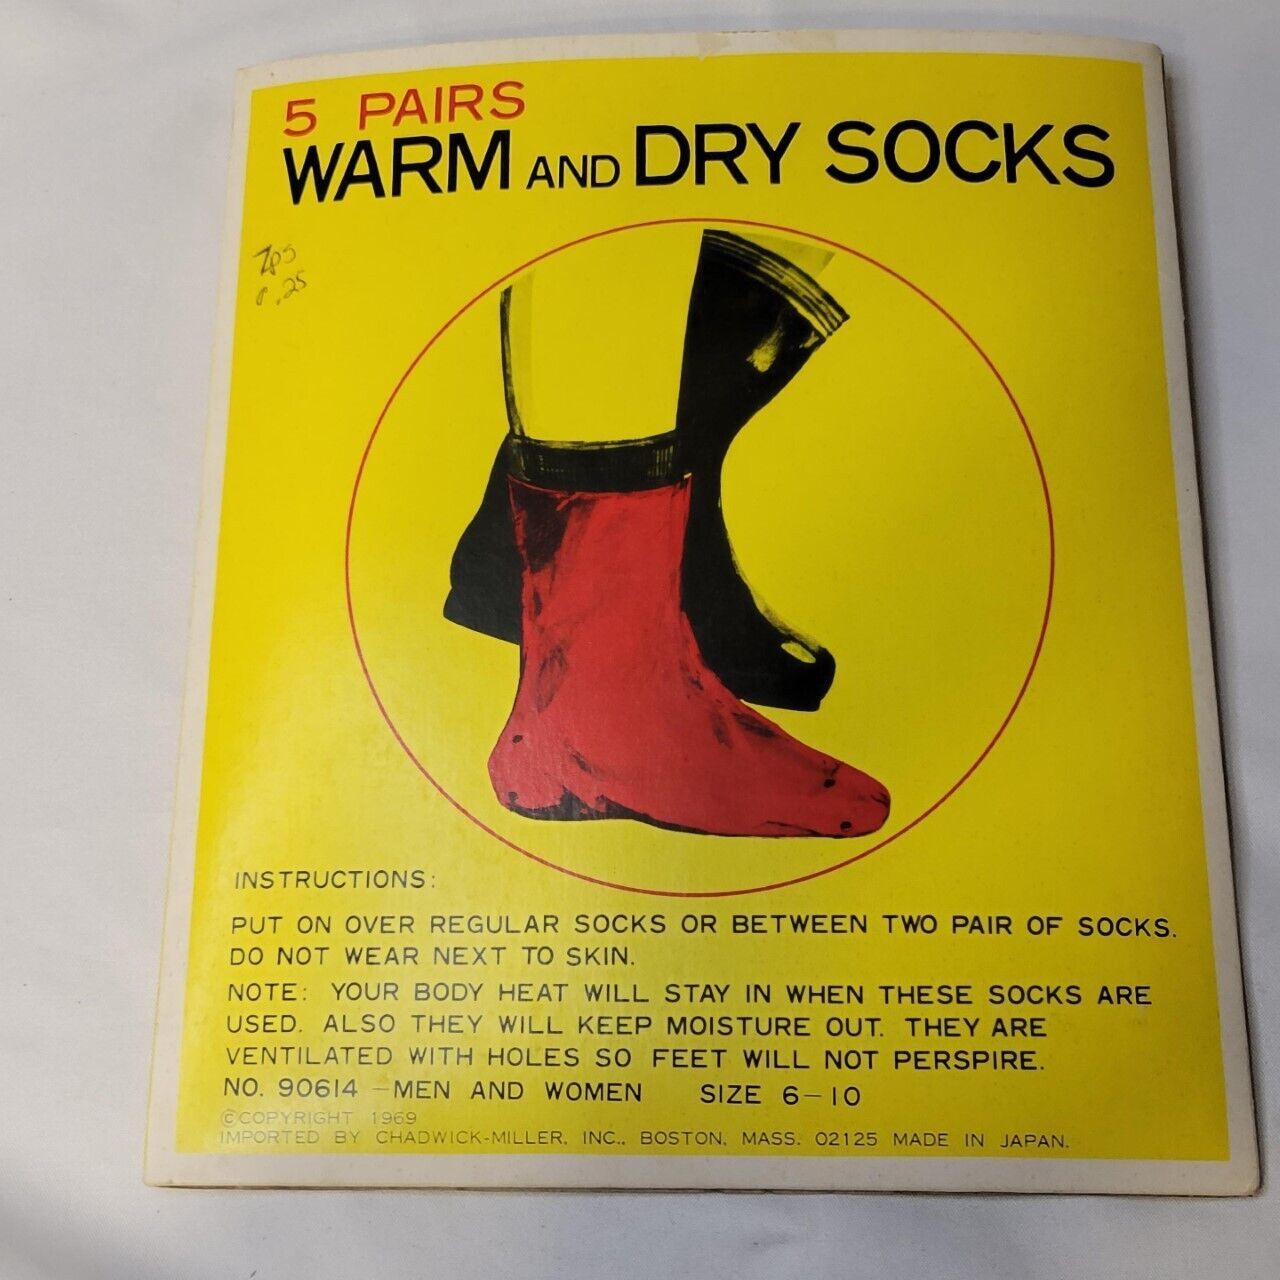 5 PAIRS
WARM AND DRY SOCKS
.25
INSTRUCTIONS:
PUT ON OVER REGULAR SOCKS OR BETWEEN TWO PAIR OF SOCKS.
DO NOT WEAR NEXT TO SKIN.
NOTE: YOUR BODY HEAT WILL STAY IN WHEN THESE SOCKS ARE
USED. ALSO THEY WILL KEEP MOISTURE OUT. THEY ARE
VENTILATED WITH HOLES SO FEET WILL NOT PERSPIRE.
NO. 90614 - MEN AND WOMEN SIZE 6-10
©COPYRIGHT 1969
IMPORTED BY CHADWICK-MILLER, INC., BOSTON, MASS. 02125 MADE IN JAPAN.